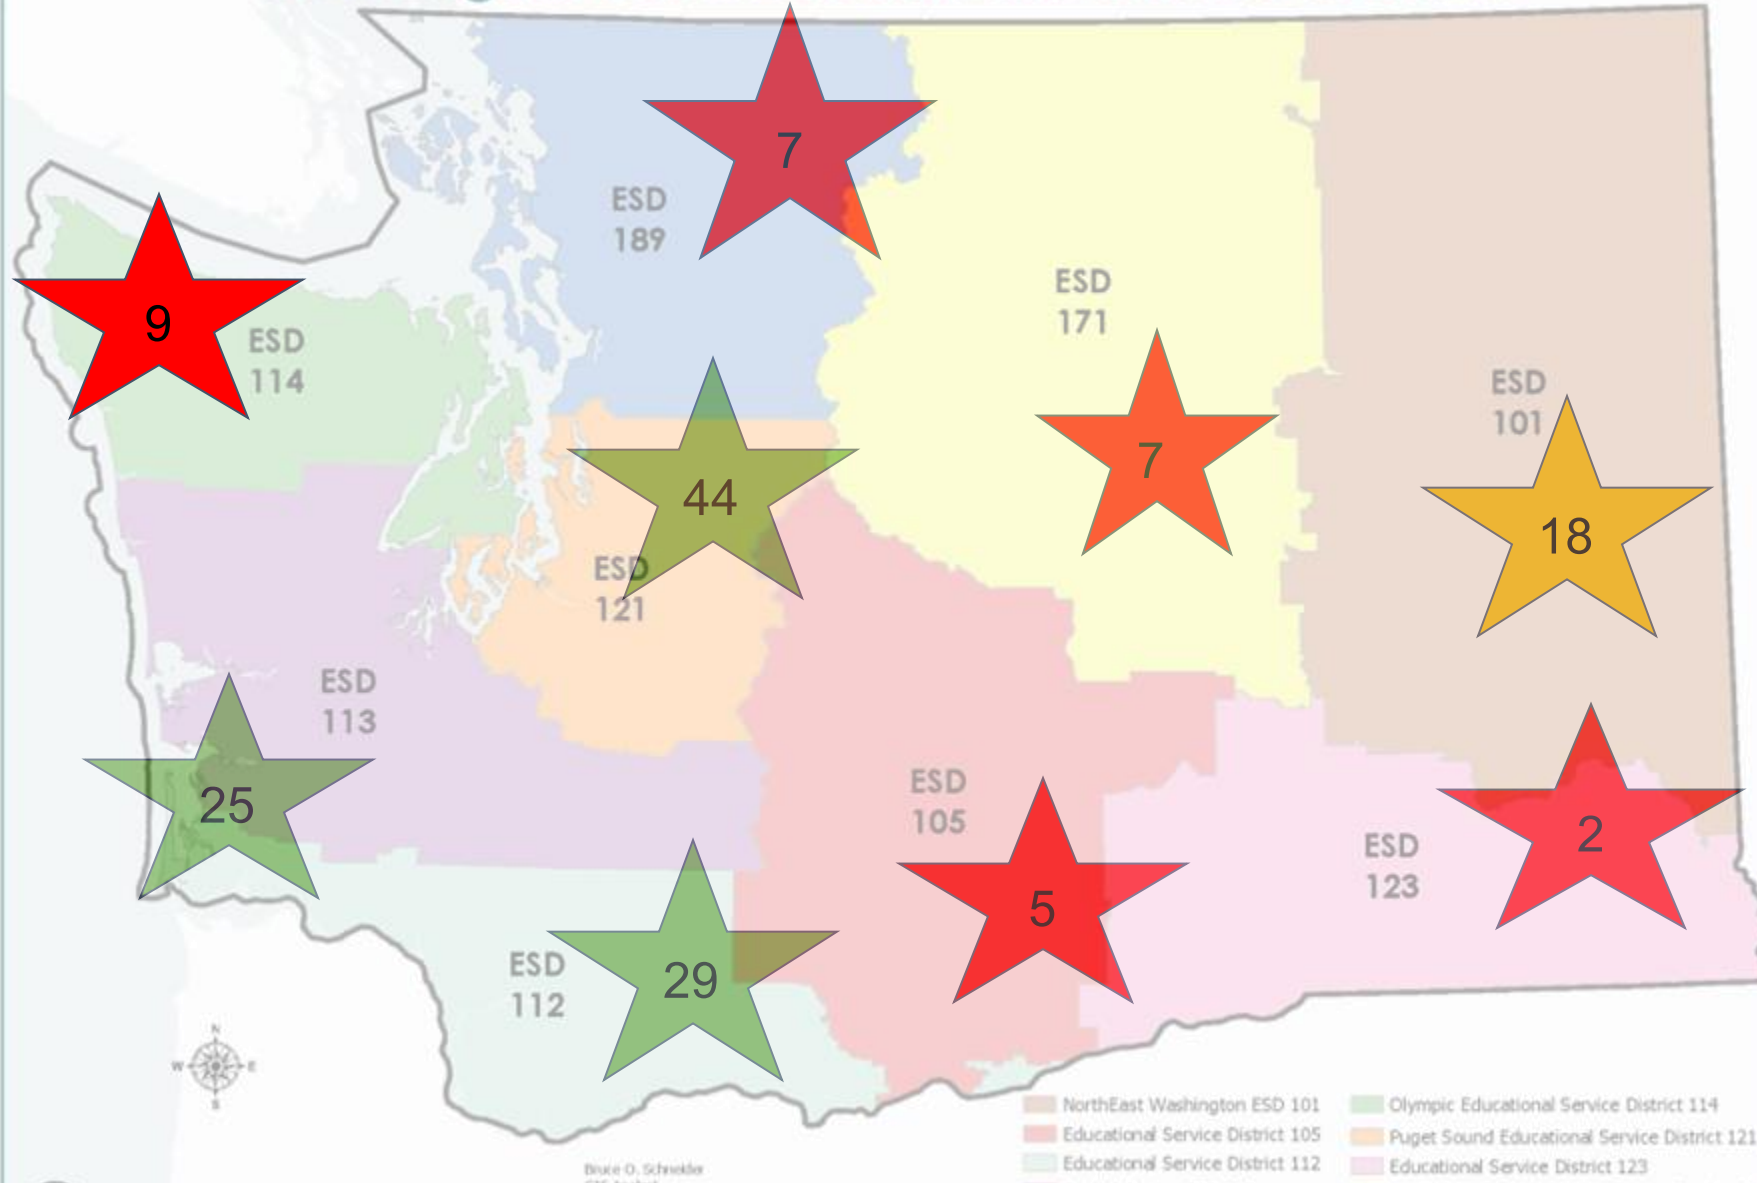 7
ESD
189
9
ESD
114
ESD
171
44
7
ESD
101
18
ESD
121
ESD
113
25
ESD
105
5
ESD
123
2
ESD
112
29
N
W E
S
NorthEast Washington ESD 101
Educational Service District 105
Educational Service District 112
Olympic Educational Service District 114
Puget Sound Educational Service District 121
Educational Service District 123
Bruce O. Schneider